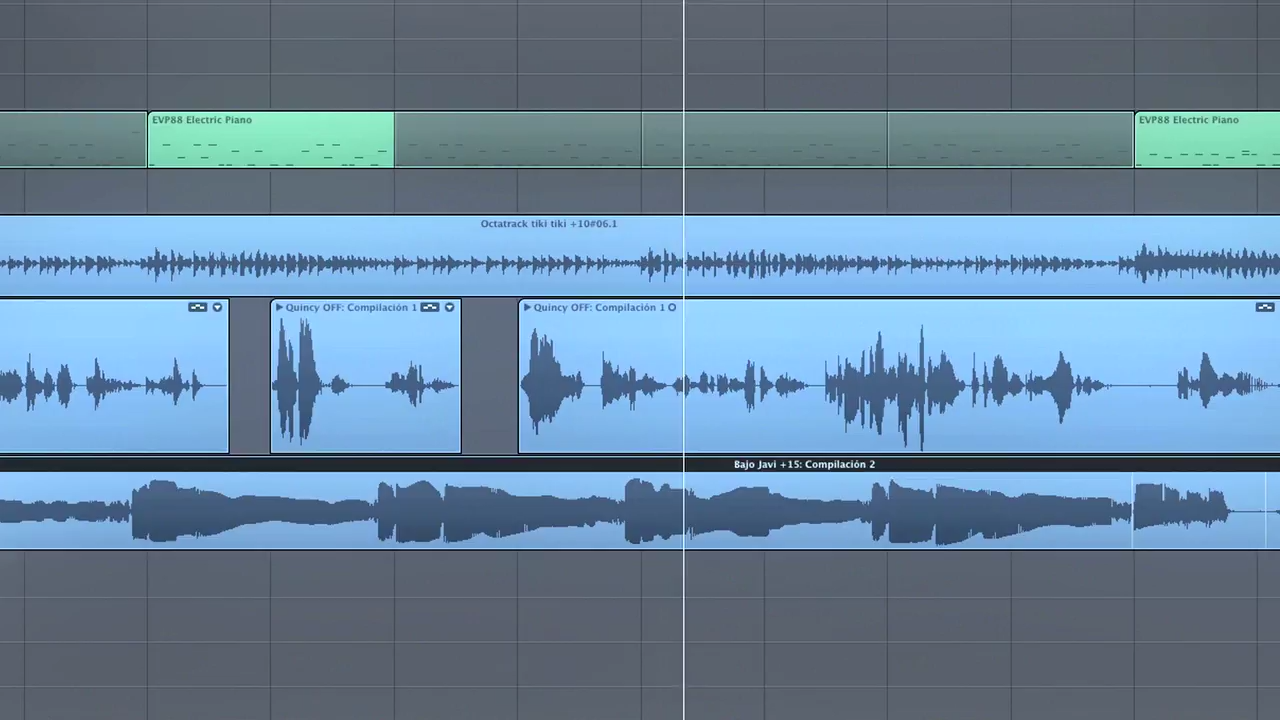 EVP88 Electric Piano
EVP88 Electric Piano
Octatrack tiki tiki +10#06.1
Quincy OFF: Compilación 1
Quincy OFF: Compilación 1
Bajo Javi +15: Compilación 2